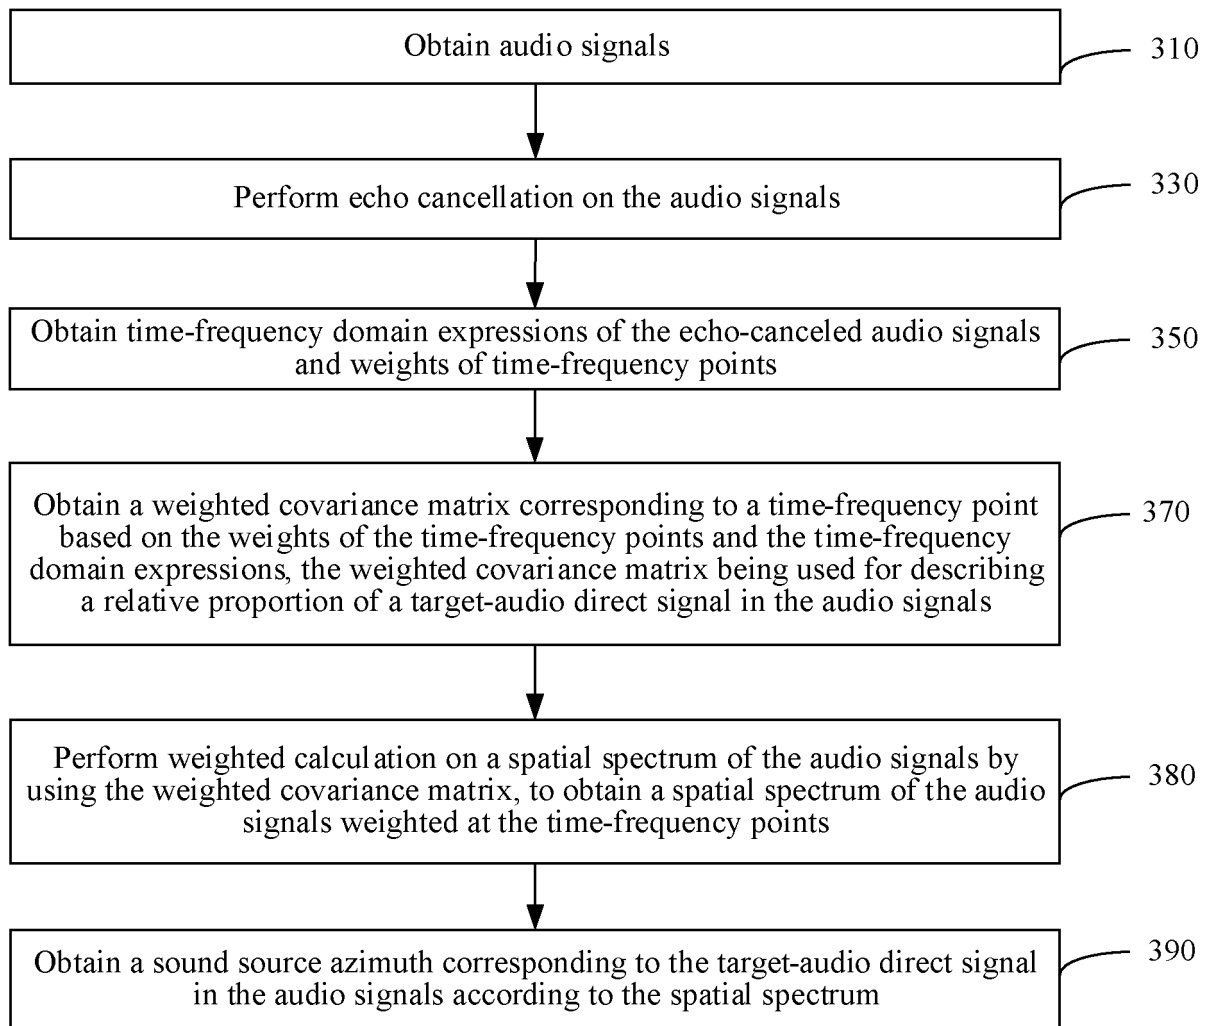 Obtain audio signals
310
Perform echo cancellation on the audio signals
330
Obtain time-frequency domain expressions of the echo-canceled audio signals
and weights of time-frequency points
350
Obtain a weighted covariance matrix corresponding to a time-frequency point
based on the weights of the time-frequency points and the time-frequency
domain expressions, the weighted covariance matrix being used for describing
a relative proportion of a target-audio direct signal in the audio signals
370
Perform weighted calculation on a spatial spectrum of the audio signals by
using the weighted covariance matrix, to obtain a spatial spectrum of the audio
signals weighted at the time-frequency points
380
Obtain a sound source azimuth corresponding to the target-audio direct signal
in the audio signals according to the spatial spectrum
390